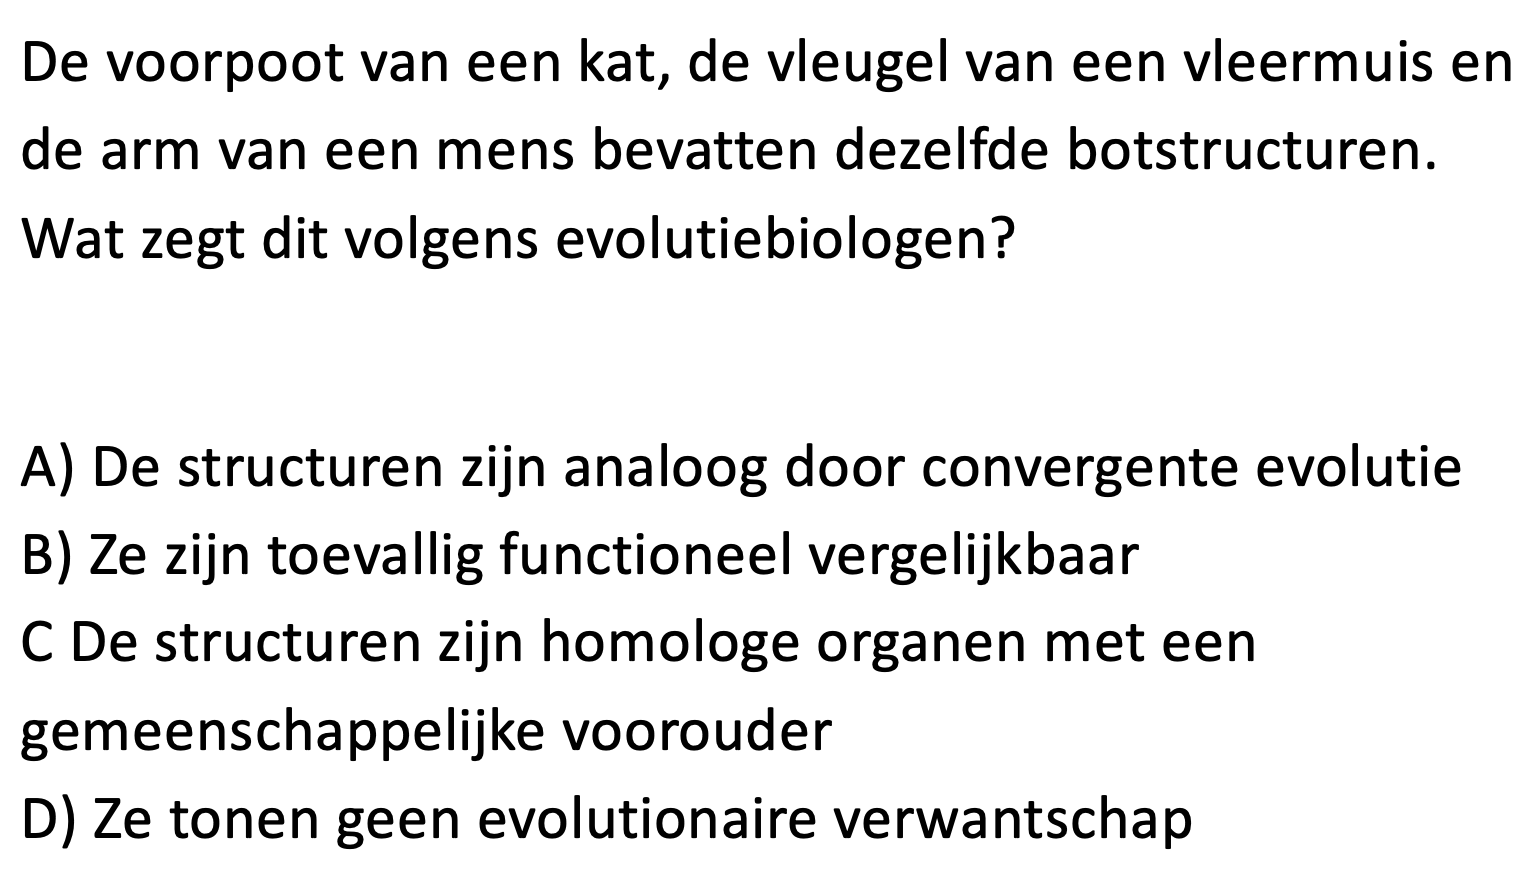 De voorpoot van een kat, de vleugel van een vleermuis en
de arm van een mens bevatten dezelfde botstructuren.
Wat zegt dit volgens evolutiebiologen?
A) De structuren zijn analoog door convergente evolutie
B) Ze zijn toevallig functioneel vergelijkbaar
C De structuren zijn homologe organen met een
gemeenschappelijke voorouder
D) Ze tonen geen evolutionaire verwantschap